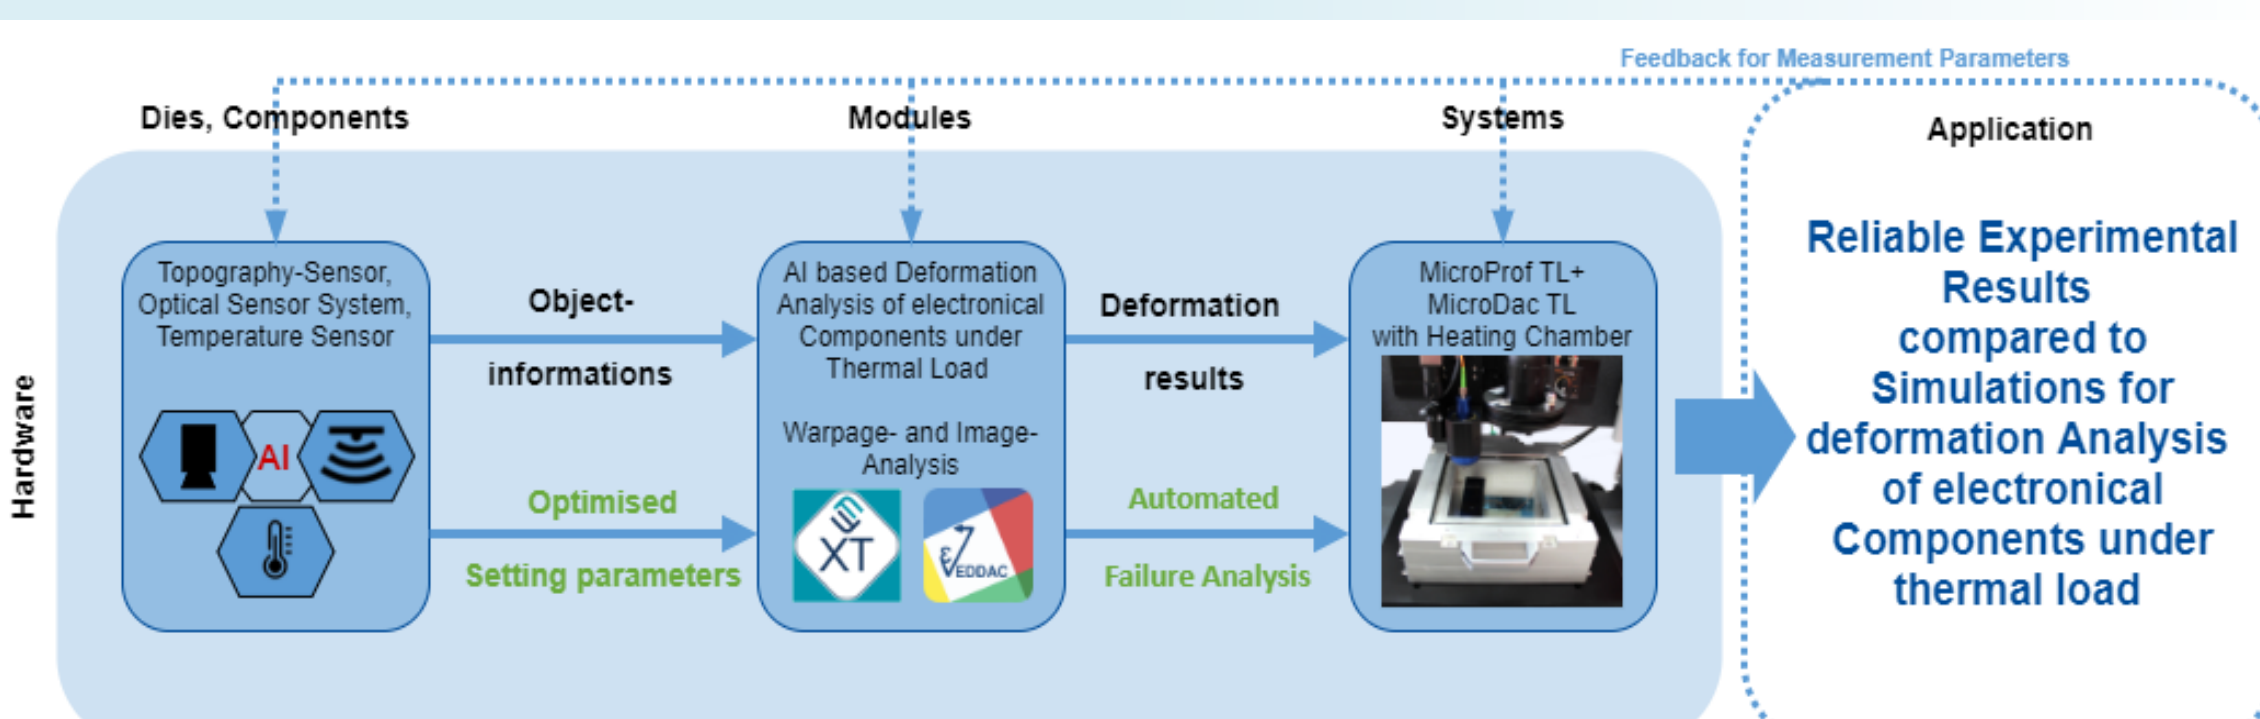 Feedback for Measurement Parameters
Dies, Components
Modules
Systems
Application
Hardware
Topography-Sensor,
Optical Sensor System,
Temperature Sensor
AI
Object-
informations
Optimised
Setting parameters
AI based Deformation
Analysis of electronical
Components under
Thermal Load
Warpage- and Image-
Analysis
XT
VEDDAC
Deformation
results
Automated
Failure Analysis
MicroProf TL+
MicroDac TL
with Heating Chamber
Reliable Experimental
Results
compared to
Simulations for
deformation Analysis
of electronical
Components under
thermal load